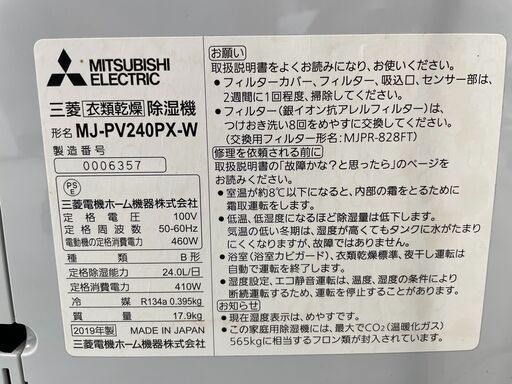 MITSUBISHI
ELECTRIC
三菱 衣類乾燥 除湿機
形名 MJ-PV240PX-W
製造番号
0006357
PS
E
三菱電機ホーム機器株式会社
定格電圧 100V
定格周波数 50-60Hz
電動機の定格消費電力 460W
種類 B形
定格除湿能力 24.0L/日
定格消費電力 410W
冷媒 R134a 0.395kg
質量 17.9kg
2019年製 MADE IN JAPAN
三菱電機ホーム機器株式会社
お願い
取扱説明書をよくお読みになり、お使いください。
●フィルターカバー、フィルター、吸込口、センサー部は、
2週間に1回程度、掃除してください。
●フィルター(銀イオン抗アレルフィルター)は、
つけおき洗い8回をめやすに交換してください。
(交換用フィルター形名:MJPR-828FT)
修理を依頼される前に
取扱説明書の「故障かな?と思ったら」のページを
お読みください。
●室温が約8℃以下になると、内部の霜をとるために
霜取運転をします。
●低温、低湿度になるほど除湿量は低下します。
気温の低い冬期は、湿度が高くてもタンクに水がたまり
にくくなりますが、故障ではありません。
●浴室(浴室カビガード)、衣類乾燥標準、夜干し運転は
自動で運転を終了します。
●湿度設定、エコ静音運転は、温度、湿度の条件により
断続運転するため、運転を停止することがあります。
お知らせ
●現在湿度表示は、めやすです。
●この家庭用除湿機には、最大でCO₂(温暖化ガス)
565kgに相当するフロン類が封入されています。